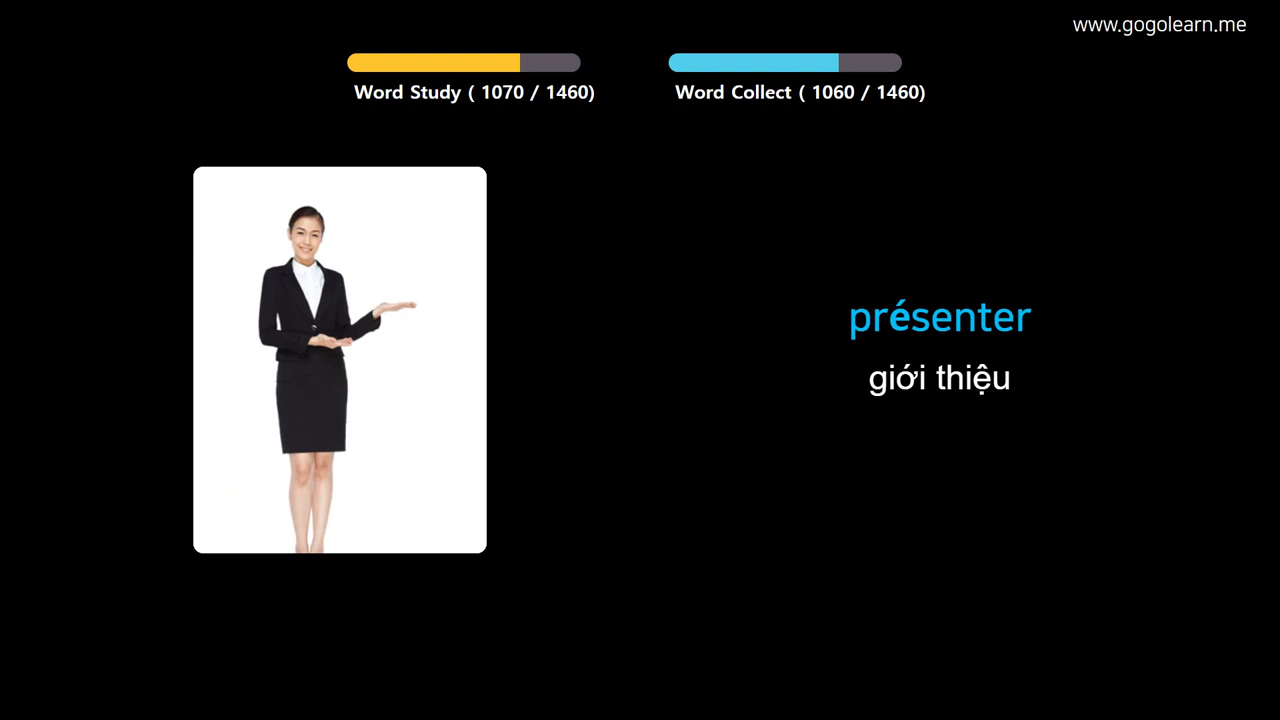 www.gogolearn.me
Word Study ( 1070 / 1460)
Word Collect ( 1060 / 1460)
présenter
giới thiệu